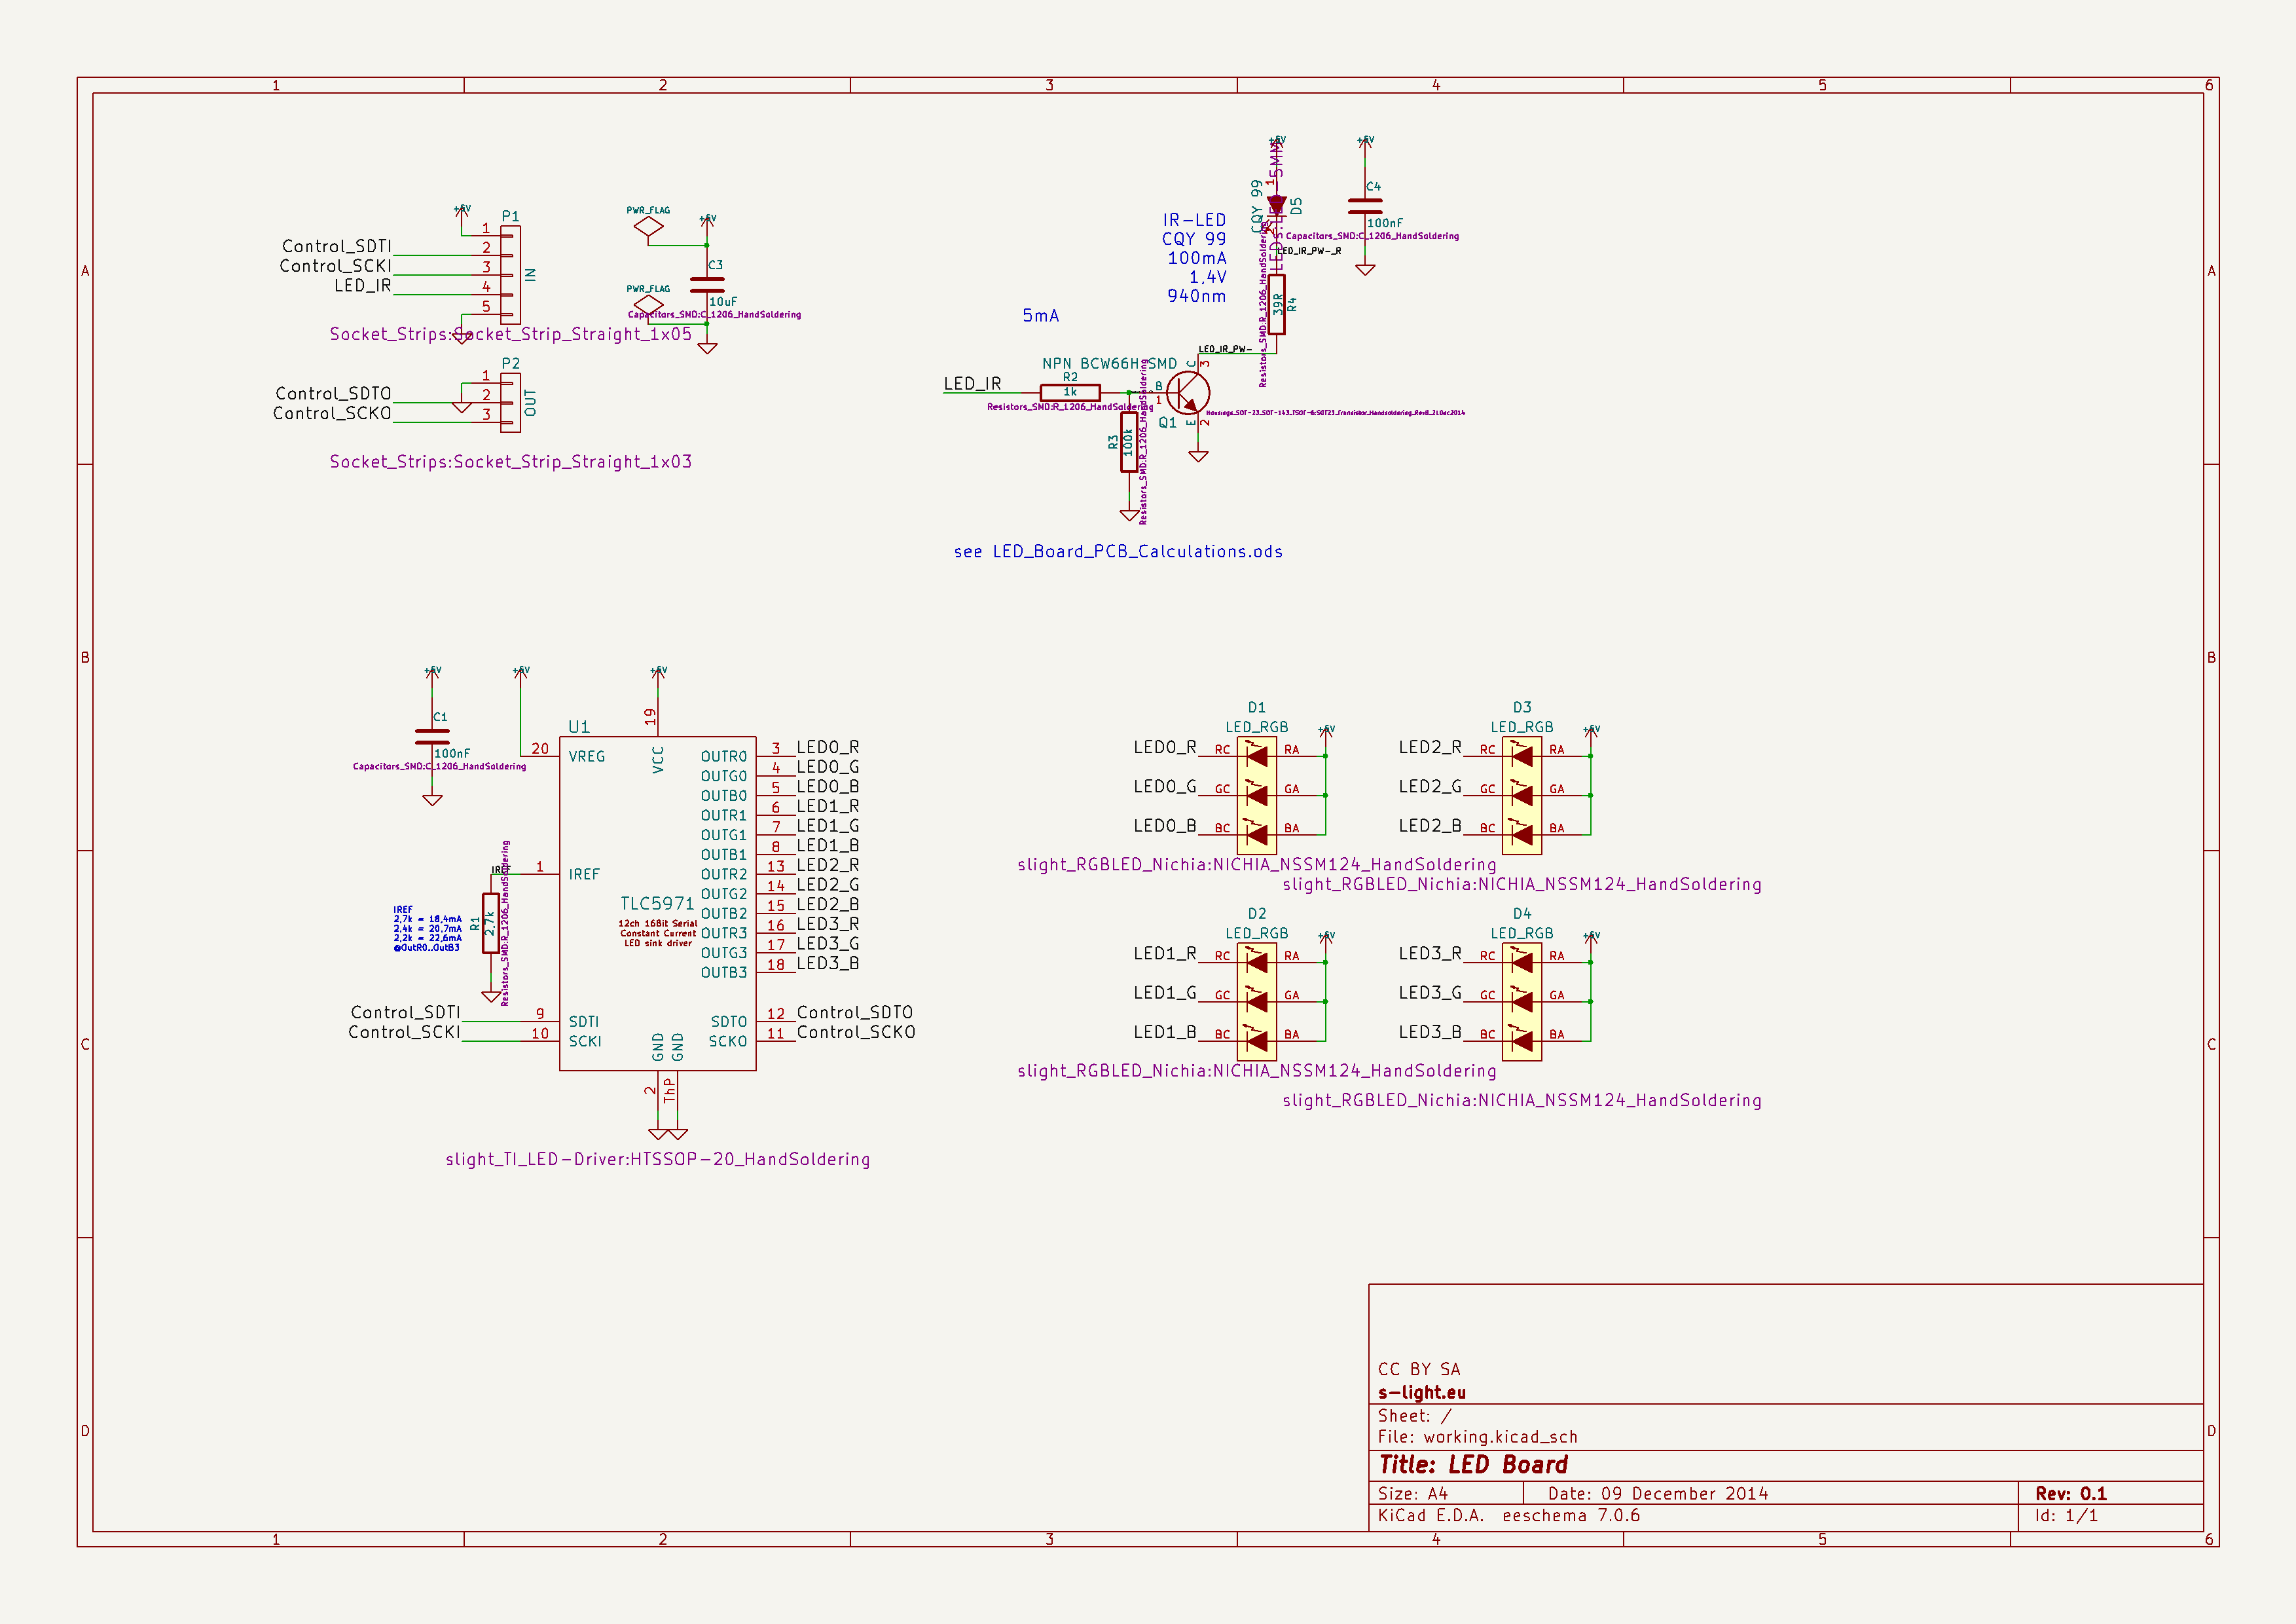 1 2 3 4 5 6
A
B
C
D
+5V
P1
1
2
3
4
5
IN
Control_SDTI
Control_SCKI
LED_IR
Socket_Strips:Socket_Strip_Straight_1x05
P2
1
2
3
OUT
Control_SDTO
Control_SCKO
Socket_Strips:Socket_Strip_Straight_1x03
PWR_FLAG
+5V
PWR_FLAG
C3
10uF
Capacitors_SMD:C_1206_HandSoldering
IR-LED
CQY 99
100mA
1,4V
940nm
5mA
+5V
1
2
CQY 99
D5
LEDs:LED-5MM
LED_IR_PW-_R
39R
R4
Resistors_SMD:R_1206_HandSoldering
+5V
C4
100nF
Capacitors_SMD:C_1206_HandSoldering
LED_IR_PW-
NPN BCW66H SMD
LED_IR
R2
1k
Resistors_SMD:R_1206_HandSoldering
B
1
C
3
E
2
Q1
Housings_SOT-23_SOT-143_TSOT-6:SOT23_Transistor_Handsoldering_RevB_21Dec2014
R3
100k
Resistors_SMD:R_1206_HandSoldering
see LED_Board_PCB_Calculations.ods
+5V
C1
100nF
Capacitors_SMD:C_1206_HandSoldering
+5V
+5V
U1
19
VCC
20
VREG
1
IREF
IREF
R1
2.7k
Resistors_SMD:R_1206_HandSoldering
IREF
2,7k = 18,4mA
2,4k = 20,7mA
2,2k = 22,6mA
@OutR0..OutB3
TLC5971
12ch 16Bit Serial
Constant Current
LED sink driver
OUTR0 3 LED0_R
OUTG0 4 LED0_G
OUTB0 5 LED0_B
OUTR1 6 LED1_R
OUTG1 7 LED1_G
OUTB1 8 LED1_B
OUTR2 13 LED2_R
OUTG2 14 LED2_G
OUTB2 15 LED2_B
OUTR3 16 LED3_R
OUTG3 17 LED3_G
OUTB3 18 LED3_B
Control_SDTI 9 SDTI
Control_SCKI 10 SCKI
SDTO 12 Control_SDTO
SCKO 11 Control_SCKO
GND
GND
2
ThP
slight_TI_LED-Driver:HTSSOP-20_HandSoldering
D1
LED_RGB
+5V
LED0_R RC RA
LED0_G GC GA
LED0_B BC BA
slight_RGBLED_Nichia:NICHIA_NSSM124_HandSoldering
D3
LED_RGB
+5V
LED2_R RC RA
LED2_G GC GA
LED2_B BC BA
slight_RGBLED_Nichia:NICHIA_NSSM124_HandSoldering
D2
LED_RGB
+5V
LED1_R RC RA
LED1_G GC GA
LED1_B BC BA
slight_RGBLED_Nichia:NICHIA_NSSM124_HandSoldering
D4
LED_RGB
+5V
LED3_R RC RA
LED3_G GC GA
LED3_B BC BA
slight_RGBLED_Nichia:NICHIA_NSSM124_HandSoldering
CC BY SA
s-light.eu
Sheet: /
File: working.kicad_sch
Title: LED Board
Size: A4
Date: 09 December 2014
Rev: 0.1
KiCad E.D.A. eeschema 7.0.6
Id: 1/1
A
B
C
D
1 2 3 4 5 6